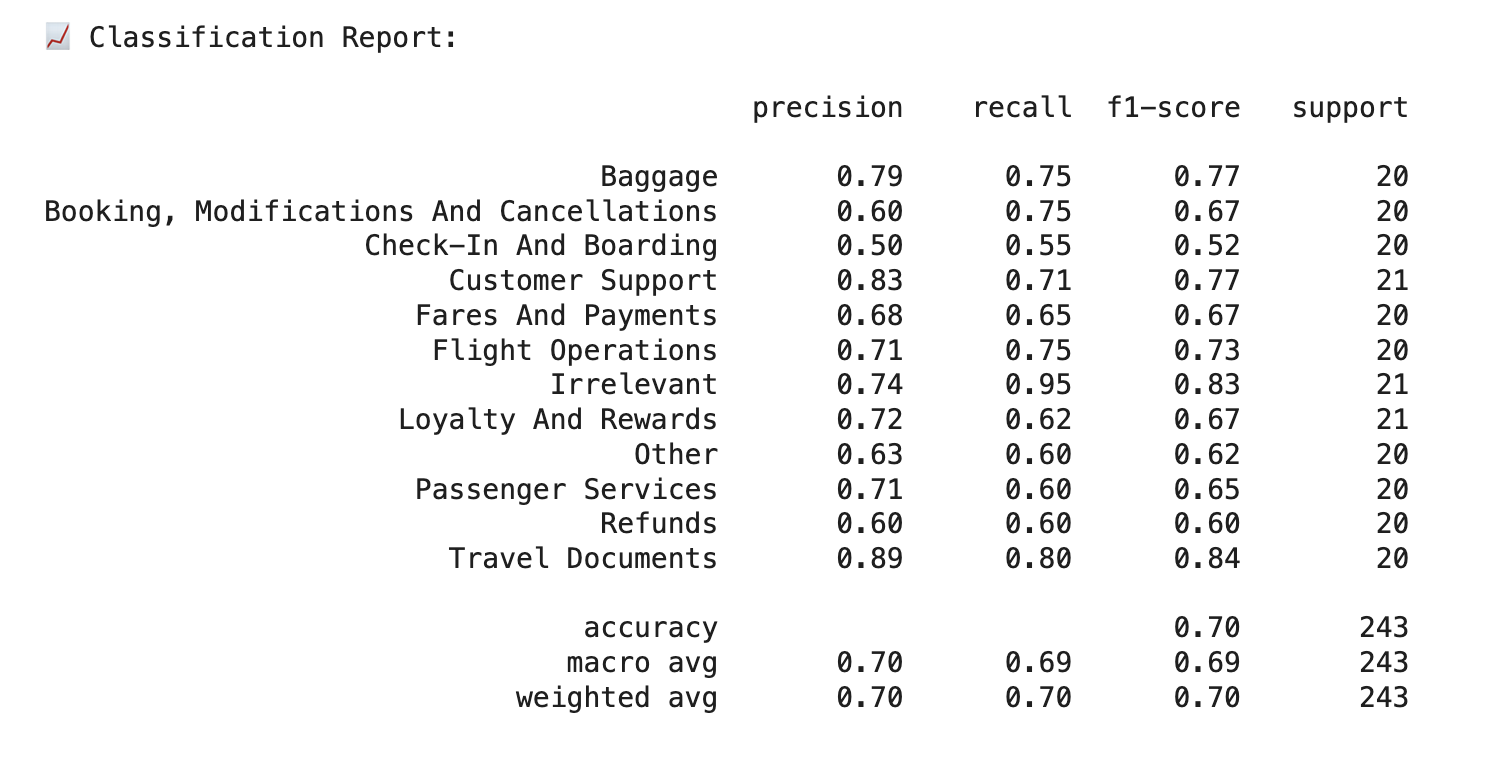 📈 Classification Report:
precision recall f1-score support
Baggage 0.79 0.75 0.77 20
Booking, Modifications And Cancellations 0.60 0.75 0.67 20
Check-In And Boarding 0.50 0.55 0.52 20
Customer Support 0.83 0.71 0.77 21
Fares And Payments 0.68 0.65 0.67 20
Flight Operations 0.71 0.75 0.73 20
Irrelevant 0.74 0.95 0.83 21
Loyalty And Rewards 0.72 0.62 0.67 21
Other 0.63 0.60 0.62 20
Passenger Services 0.71 0.60 0.65 20
Refunds 0.60 0.60 0.60 20
Travel Documents 0.89 0.80 0.84 20
accuracy 0.70 243
macro avg 0.70 0.69 0.69 243
weighted avg 0.70 0.70 0.70 243